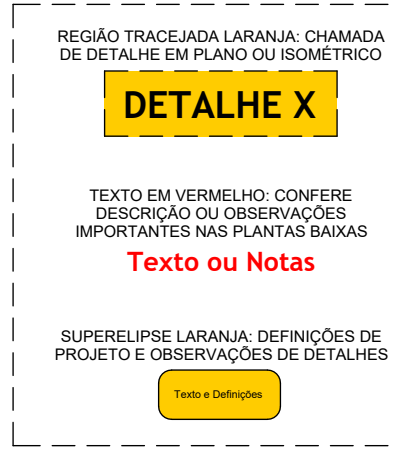 REGIÃO TRACEJADA LARANJA: CHAMADA
DE DETALHE EM PLANO OU ISOMÉTRICO
DETALHE X
TEXTO EM VERMELHO: CONFERE
DESCRIÇÃO OU OBSERVAÇÕES
IMPORTANTES NAS PLANTAS BAIXAS
Texto ou Notas
SUPERELIPSE LARANJA: DEFINIÇÕES DE
PROJETO E OBSERVAÇÕES DE DETALHES
Texto e Definições